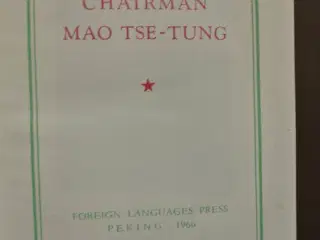 CHAIRMAN
MAO TSE-TUNG
FOREIGN LANGUAGES PRESS
PEKING 1966